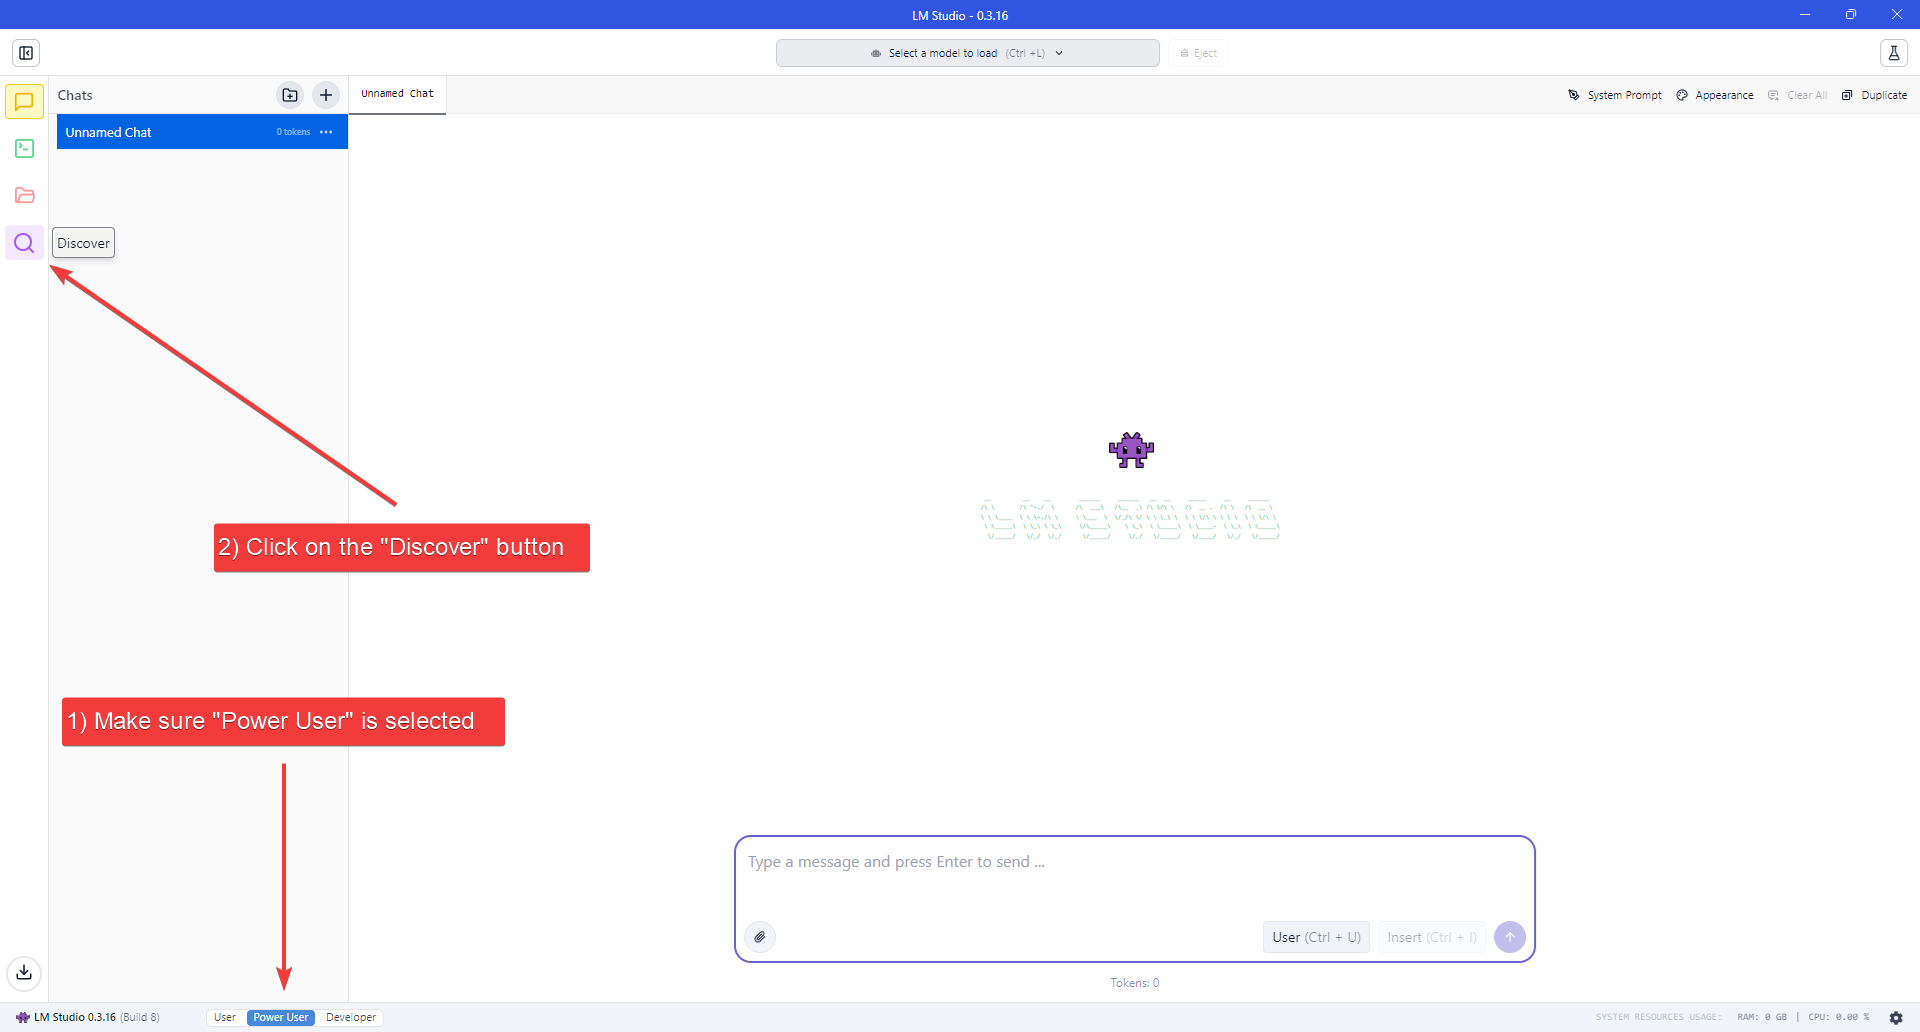 LM Studio - 0.3.16
Select a model to load (Ctrl +L)
Eject
Chats
Unnamed Chat
System Prompt
Appearance
Clear All
Duplicate
Unnamed Chat
0 tokens
Discover
LM STUDIO
2) Click on the "Discover" button
1) Make sure "Power User" is selected
Type a message and press Enter to send ...
User (Ctrl + U)
Insert (Ctrl + I)
Tokens: 0
LM Studio 0.3.16 (Build 8)
User
Power User
Developer
SYSTEM RESOURCES USAGE:
RAM: 0 GB | CPU: 0.00 %